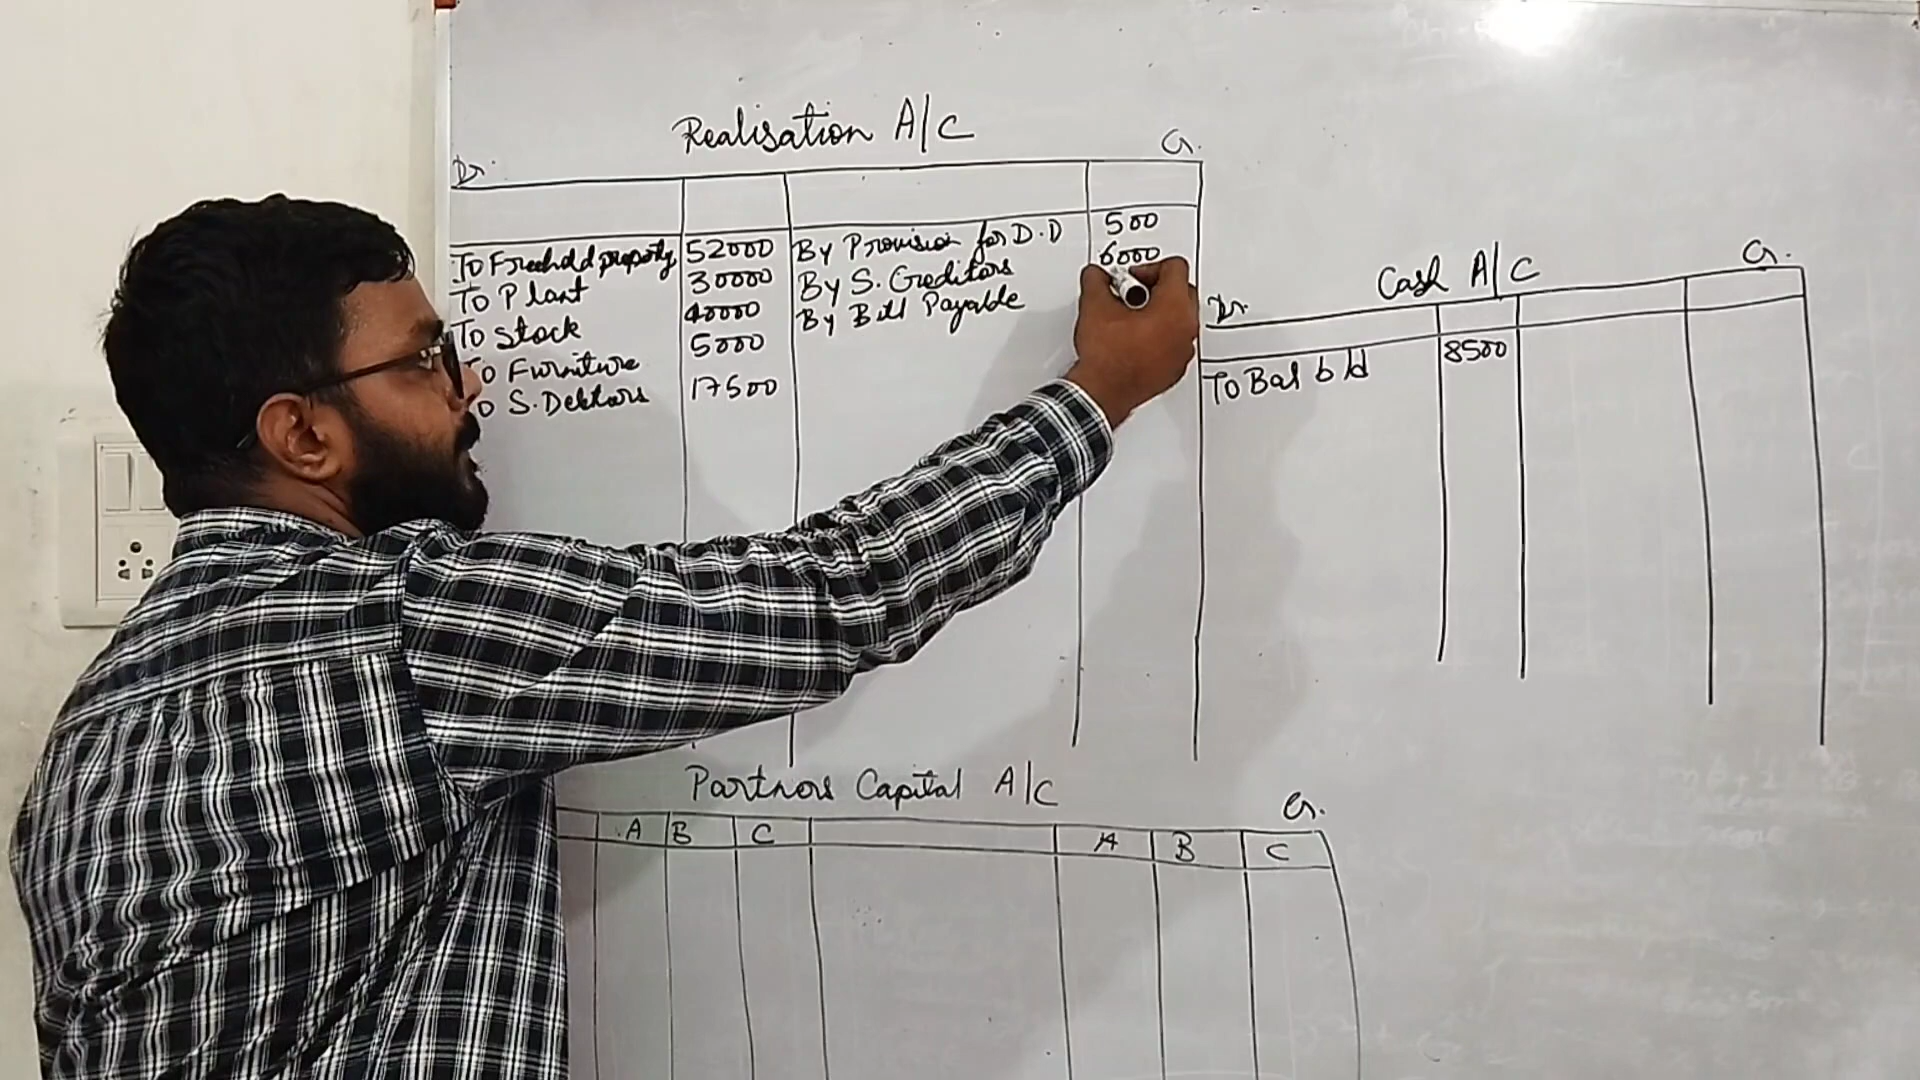 Realisation A/C
Dr. Cr.
To Freehold property 52000 By Provision for D.D 500
To Plant 30000 By S. Creditors 6000
To Stock 40000 By Bill Payable
To Furniture 5000
To S. Debtors 17500
Cash A/C
Dr. Cr.
To Bal b/d 8500
Partners Capital A/C
Cr.
A B C A B C